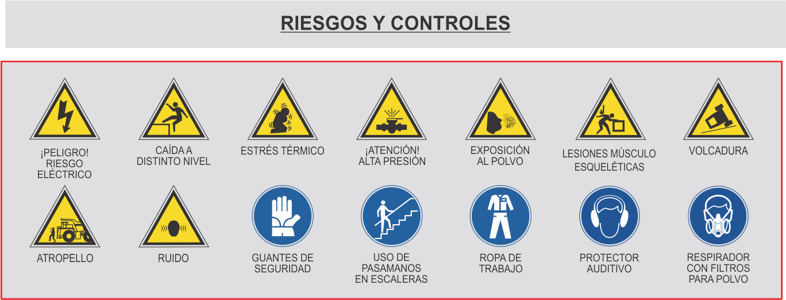 RIESGOS Y CONTROLES
¡PELIGRO!
RIESGO
ELÉCTRICO
CAÍDA A
DISTINTO NIVEL
ESTRÉS TÉRMICO
¡ATENCIÓN!
ALTA PRESIÓN
EXPOSICIÓN
AL POLVO
LESIONES MÚSCULO
ESQUELÉTICAS
VOLCADURA
ATROPELLO
RUIDO
GUANTES DE
SEGURIDAD
USO DE
PASAMANOS
EN ESCALERAS
ROPA DE
TRABAJO
PROTECTOR
AUDITIVO
RESPIRADOR
CON FILTROS
PARA POLVO